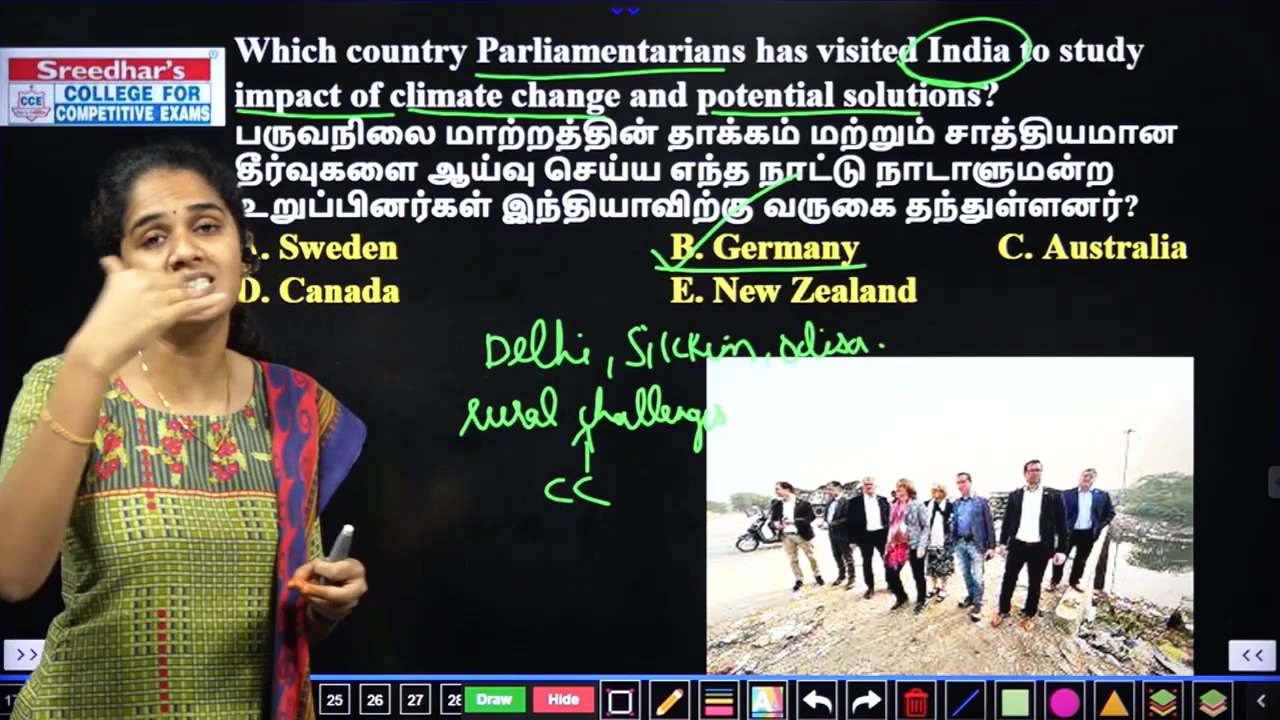 Sreedhar's
CCE
COLLEGE FOR
COMPETITIVE EXAMS
Which country Parliamentarians has visited India to study
impact of climate change and potential solutions?
பருவநிலை மாற்றத்தின் தாக்கம் மற்றும் சாத்தியமான
தீர்வுகளை ஆய்வு செய்ய எந்த நாட்டு நாடாளுமன்ற
உறுப்பினர்கள் இந்தியாவிற்கு வருகை தந்துள்ளனர்?
. Sweden B. Germany C. Australia
D. Canada E. New Zealand
Delhi, Sikkim, odisa.
rural challenges
CC
>> <<
17 25 26 27 28 Draw Hide A